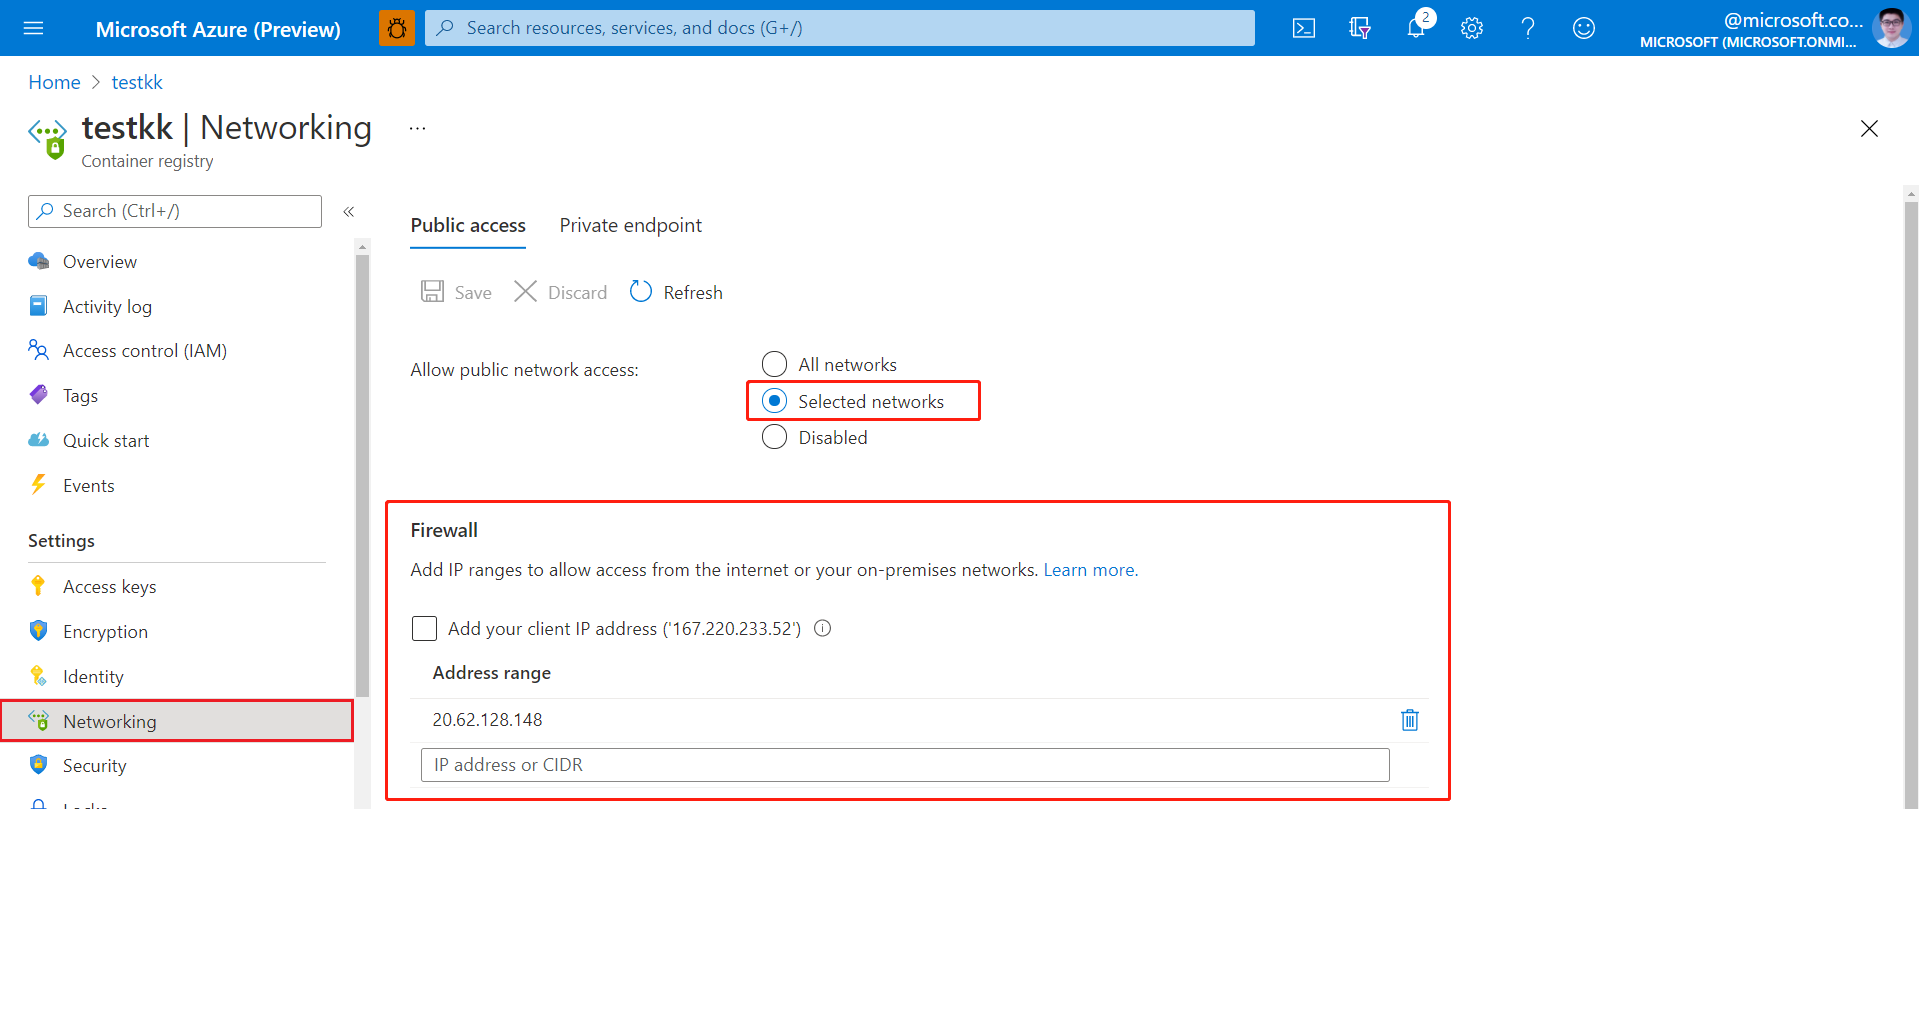 Microsoft Azure (Preview)
Search resources, services, and docs (G+/)
2
@microsoft.co...
MICROSOFT (MICROSOFT.ONMI...
Home > testkk
testkk | Networking ...
Container registry
Search (Ctrl+/)
«
Overview
Activity log
Access control (IAM)
Tags
Quick start
Events
Settings
Access keys
Encryption
Identity
Networking
Security
Public access
Private endpoint
Save
Discard
Refresh
Allow public network access:
All networks
Selected networks
Disabled
Firewall
Add IP ranges to allow access from the internet or your on-premises networks. Learn more.
Add your client IP address ('167.220.233.52')
Address range
20.62.128.148
IP address or CIDR